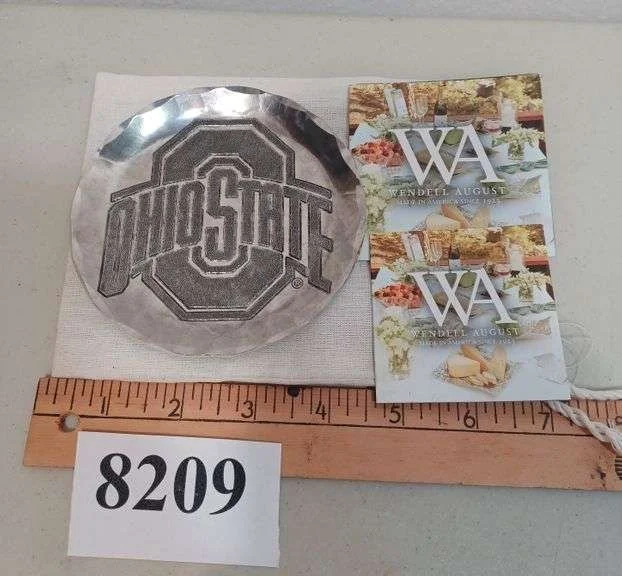 OHIO STATE
®
WA
WENDELL AUGUST
MADE IN AMERICA SINCE 1923
WA
WENDELL AUGUST
MADE IN AMERICA SINCE 1923
1 2 3 4 5 6 7
8209